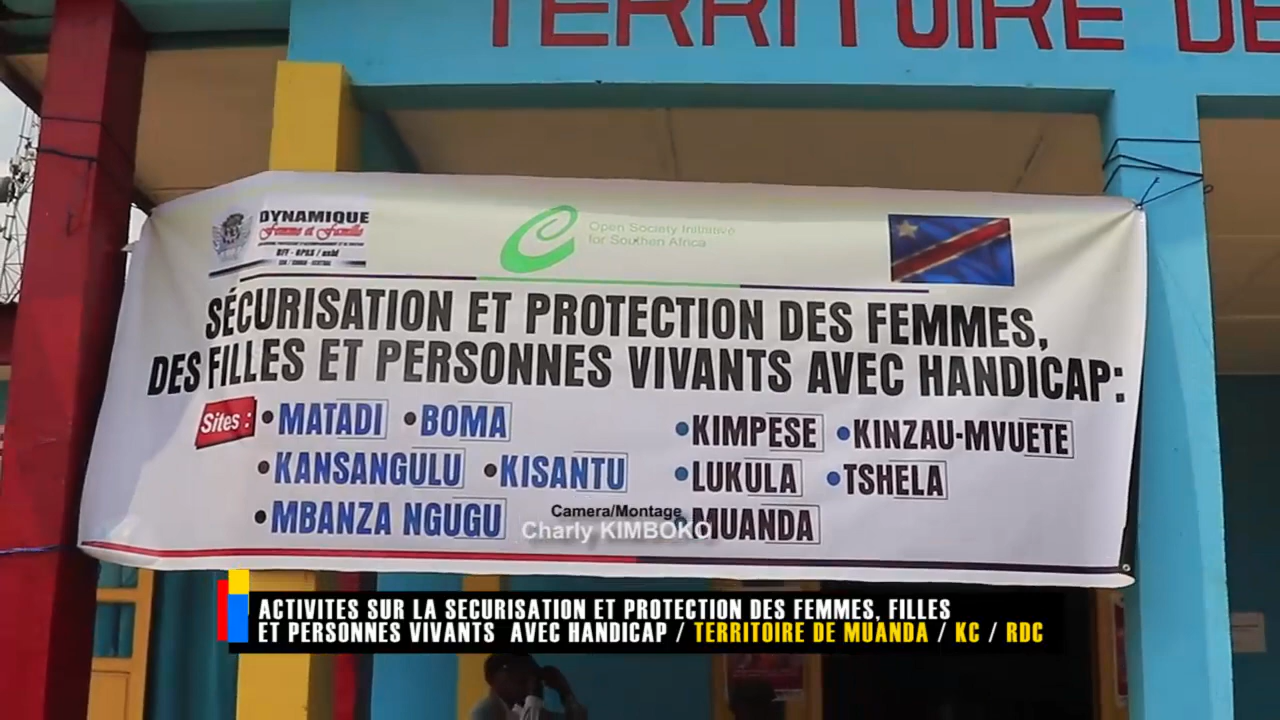 TERRITOIRE DE
DYNAMIQUE
Femme et Famille
Open Society Initiative
for Southen Africa
SÉCURISATION ET PROTECTION DES FEMMES,
DES FILLES ET PERSONNES VIVANTS AVEC HANDICAP:
Sites : • MATADI • BOMA • KIMPESE • KINZAU-MVUETE
• KANSANGULU • KISANTU • LUKULA • TSHELA
• MBANZA NGUGU • MUANDA
Camera/Montage
Charly KIMBOKO
ACTIVITES SUR LA SECURISATION ET PROTECTION DES FEMMES, FILLES
ET PERSONNES VIVANTS AVEC HANDICAP / TERRITOIRE DE MUANDA / KC / RDC